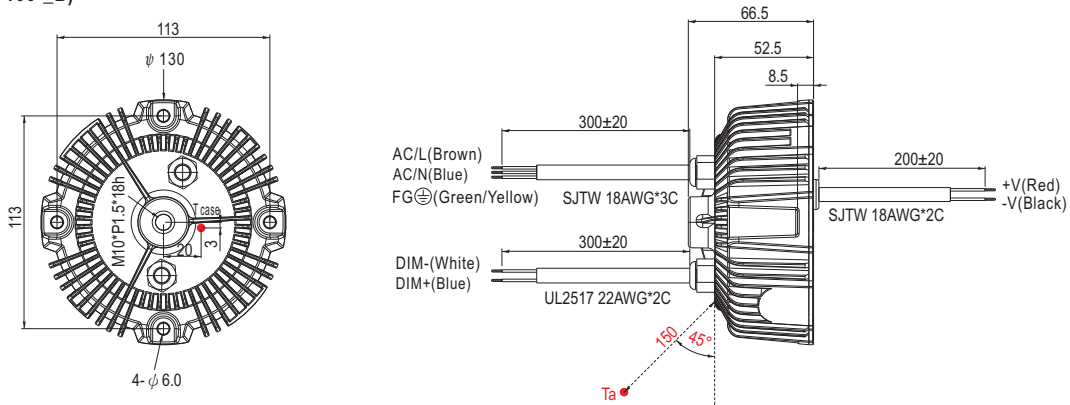 113
ψ 130
113
M10*P1.5*18h
T case
3
20
4- φ 6.0
66.5
52.5
8.5
300±20
AC/L(Brown)
AC/N(Blue)
FG⏚(Green/Yellow)
SJTW 18AWG*3C
200±20
+V(Red)
-V(Black)
SJTW 18AWG*2C
300±20
DIM-(White)
DIM+(Blue)
UL2517 22AWG*2C
150
45°
Ta